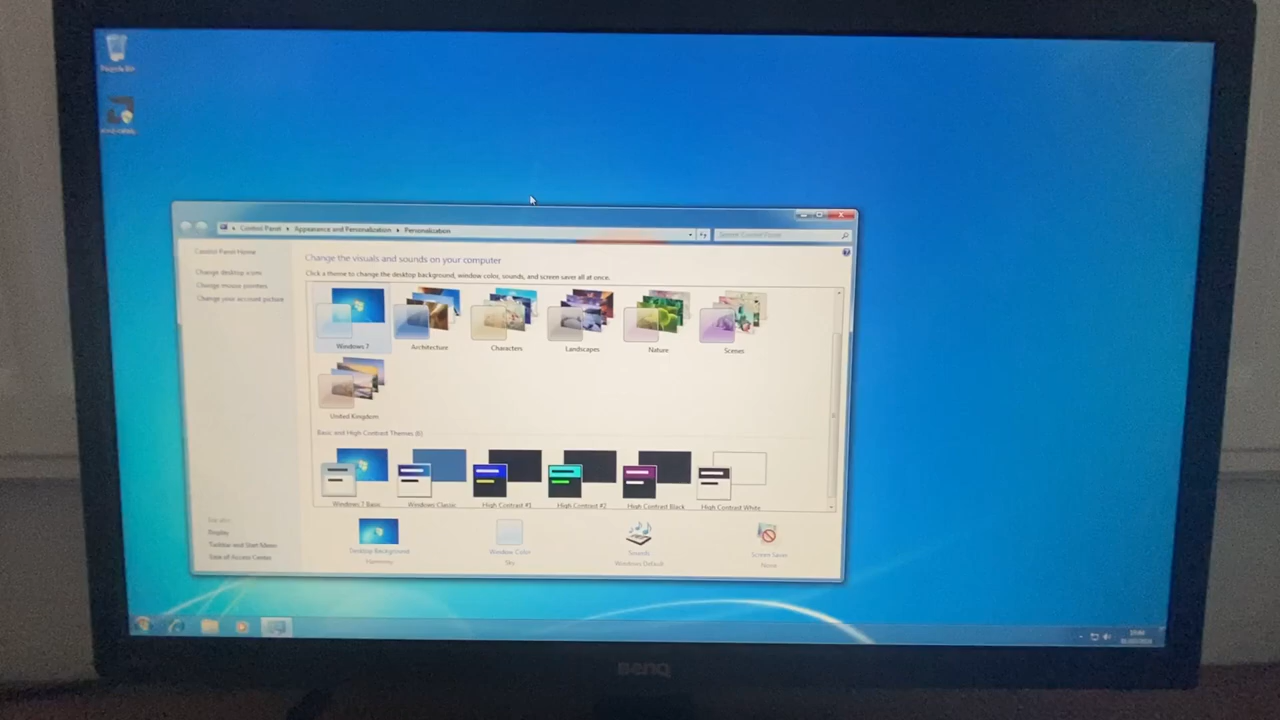 Recycle Bin
Control Panel ▸ Appearance and Personalization ▸ Personalization
Search Control Panel
Control Panel Home
Change desktop icons
Change mouse pointers
Change your account picture
Change the visuals and sounds on your computer
Click a theme to change the desktop background, window color, sounds, and screen saver all at once.
Windows 7
Architecture
Characters
Landscapes
Nature
Scenes
United Kingdom
Basic and High Contrast Themes (6)
Windows 7 Basic
Windows Classic
High Contrast #1
High Contrast #2
High Contrast Black
High Contrast White
See also
Display
Taskbar and Start Menu
Ease of Access Center
Desktop Background
Harmony
Window Color
Sky
Sounds
Windows Default
Screen Saver
None
BenQ